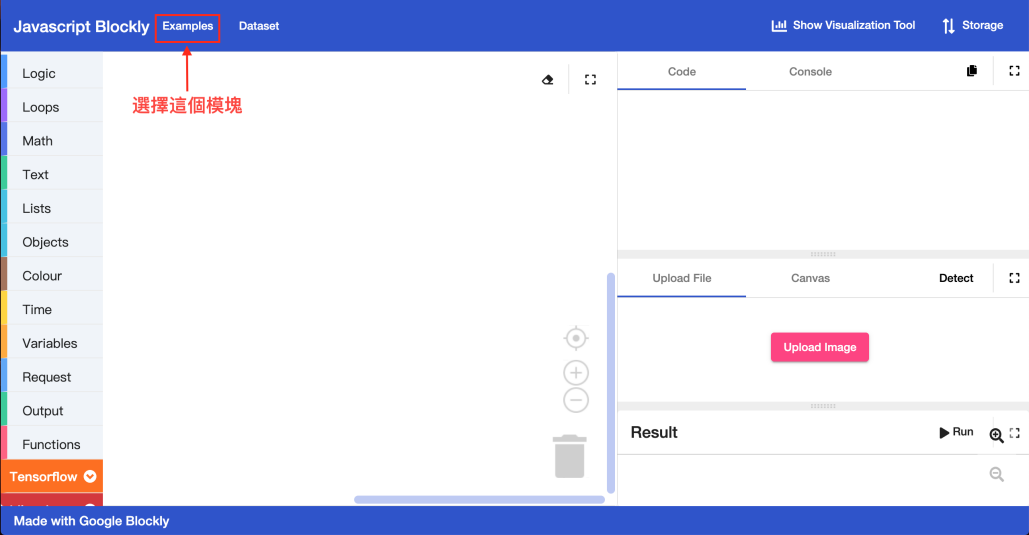 Javascript Blockly Examples Dataset Show Visualization Tool Storage
選擇這個模塊
Logic
Loops
Math
Text
Lists
Objects
Colour
Time
Variables
Request
Output
Functions
Tensorflow
Code Console
Upload File Canvas Detect
Upload Image
Result Run
Made with Google Blockly